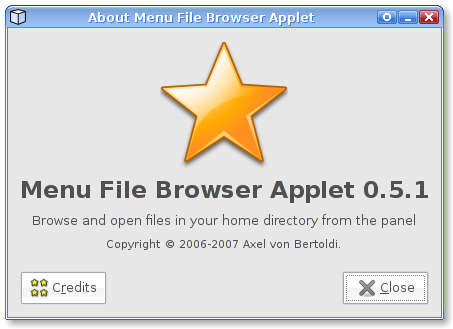 About Menu File Browser Applet
Menu File Browser Applet 0.5.1
Browse and open files in your home directory from the panel
Copyright © 2006-2007 Axel von Bertoldi.
Credits
Close